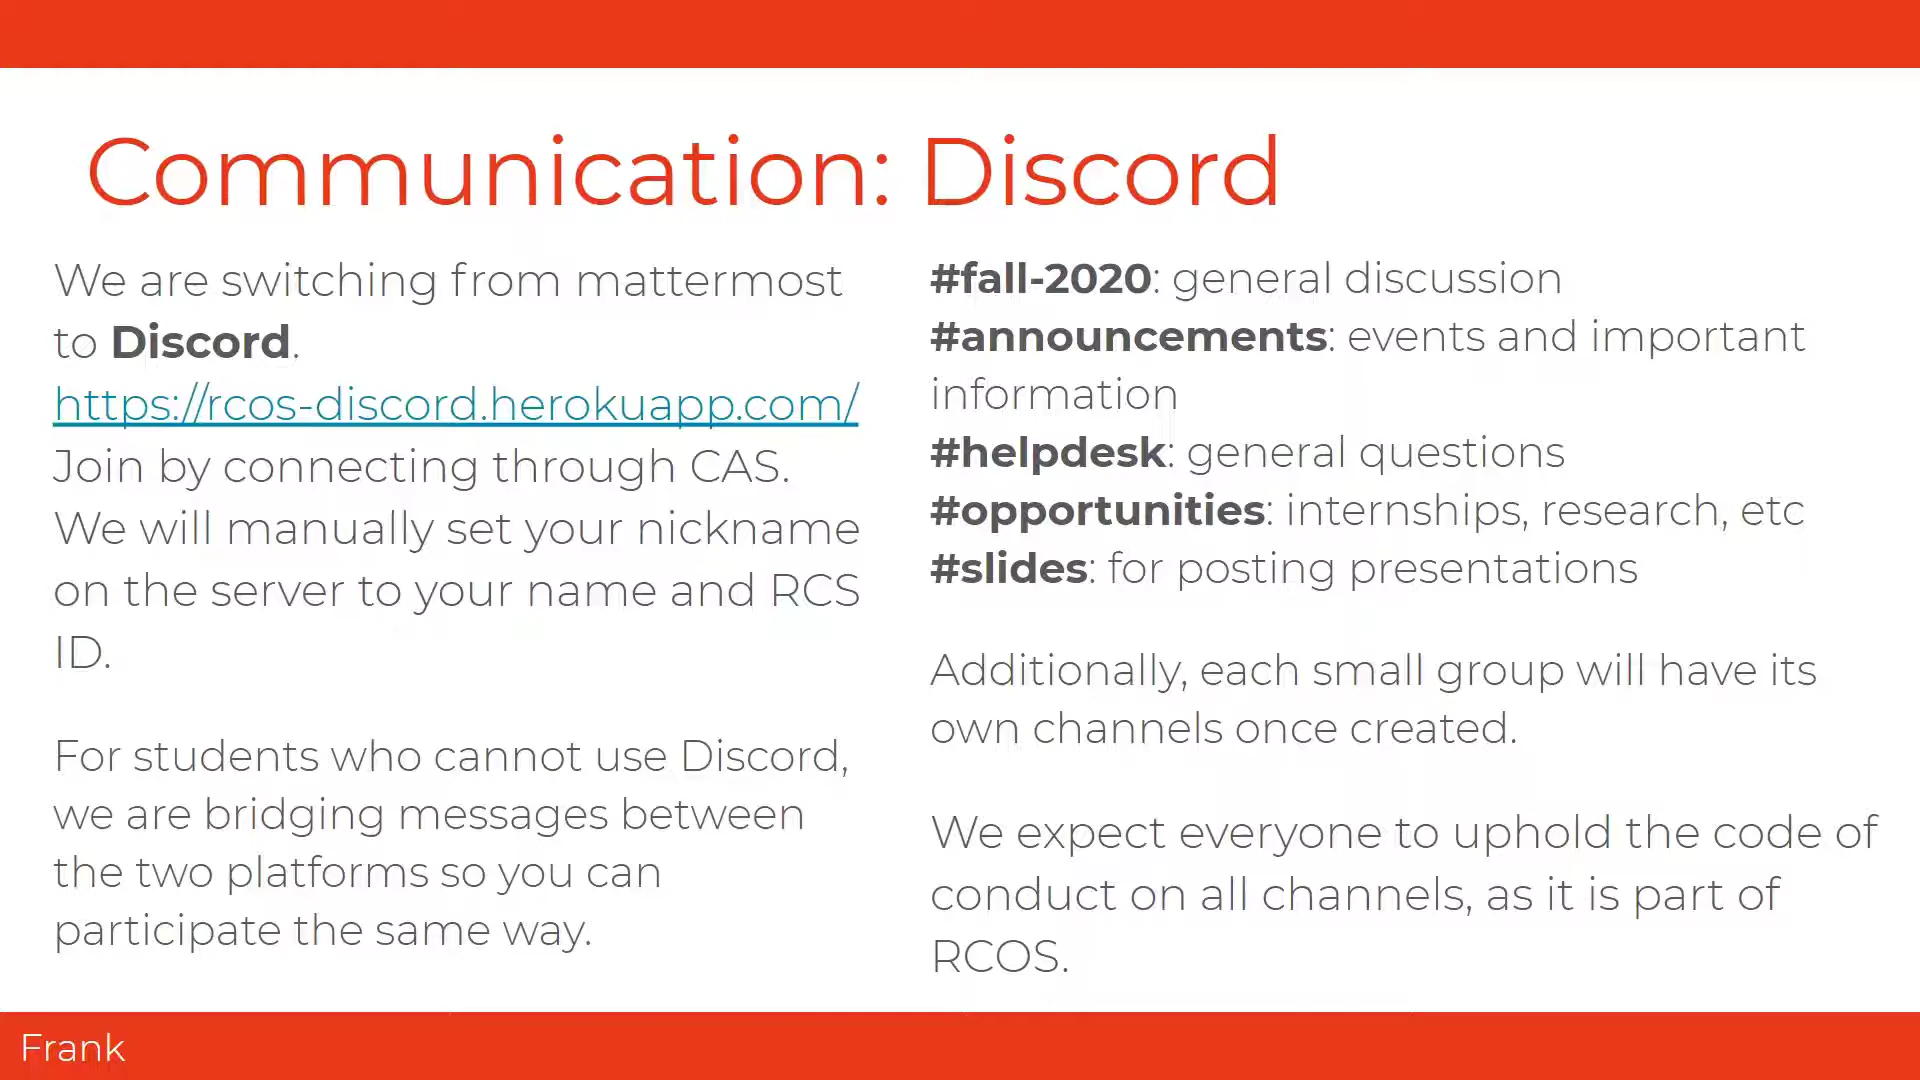 Communication: Discord
We are switching from mattermost
to Discord.
https://rcos-discord.herokuapp.com/
Join by connecting through CAS.
We will manually set your nickname
on the server to your name and RCS
ID.
For students who cannot use Discord,
we are bridging messages between
the two platforms so you can
participate the same way.
#fall-2020: general discussion
#announcements: events and important
information
#helpdesk: general questions
#opportunities: internships, research, etc
#slides: for posting presentations
Additionally, each small group will have its
own channels once created.
We expect everyone to uphold the code of
conduct on all channels, as it is part of
RCOS.
Frank